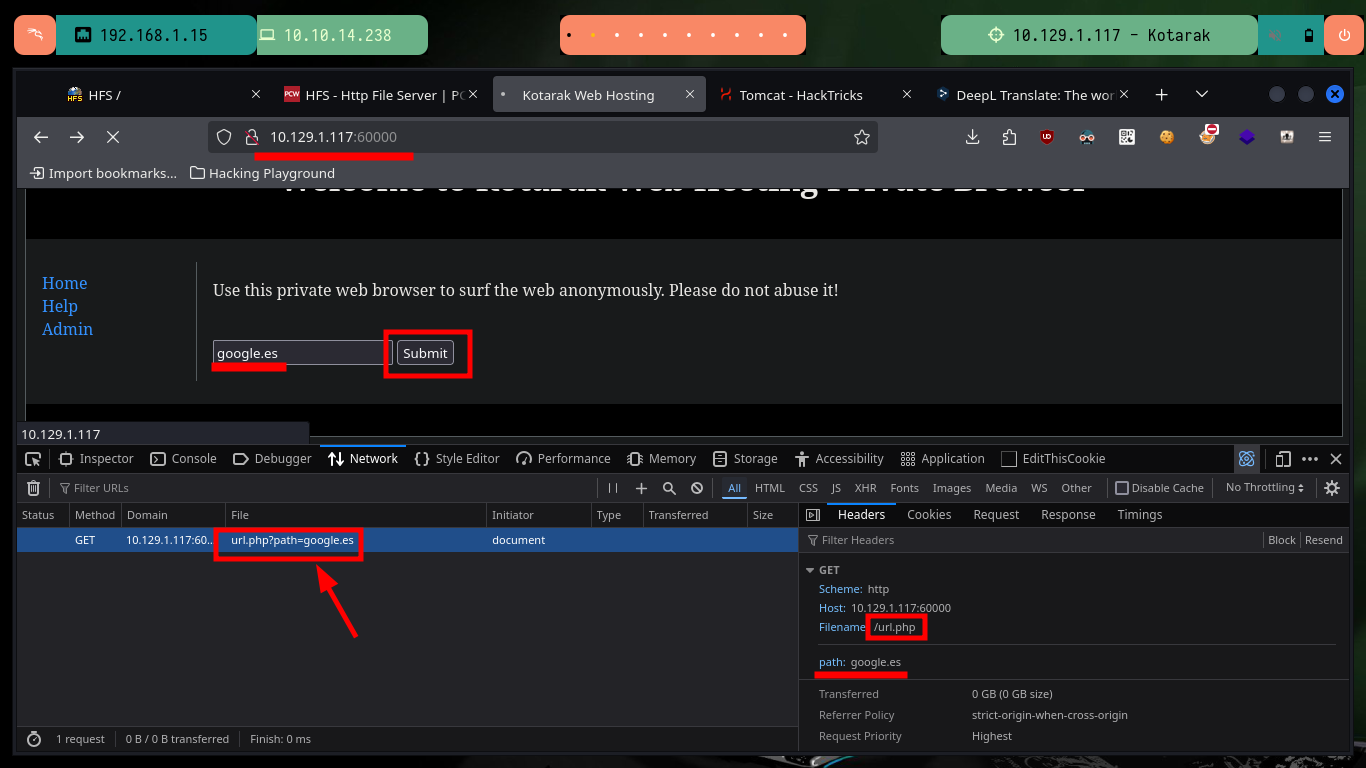 192.168.1.15
10.10.14.238
10.129.1.117 - Kotarak
HFS /
HFS - Http File Server | PC
Kotarak Web Hosting
Tomcat - HackTricks
DeepL Translate: The wor
10.129.1.117:60000
Import bookmarks...
Hacking Playground
Welcome to Kotarak Web Hosting Private Browser
Home
Help
Admin
Use this private web browser to surf the web anonymously. Please do not abuse it!
google.es
Submit
10.129.1.117
Inspector
Console
Debugger
Network
Style Editor
Performance
Memory
Storage
Accessibility
Application
EditThisCookie
Filter URLs
All
HTML
CSS
JS
XHR
Fonts
Images
Media
WS
Other
Disable Cache
No Throttling
Status
Method
Domain
File
Initiator
Type
Transferred
Size
Headers
Cookies
Request
Response
Timings
GET
10.129.1.117:60...
url.php?path=google.es
document
Filter Headers
Block
Resend
GET
Scheme: http
Host: 10.129.1.117:60000
Filename /url.php
path: google.es
Transferred 0 GB (0 GB size)
Referrer Policy strict-origin-when-cross-origin
Request Priority Highest
1 request
0 B / 0 B transferred
Finish: 0 ms